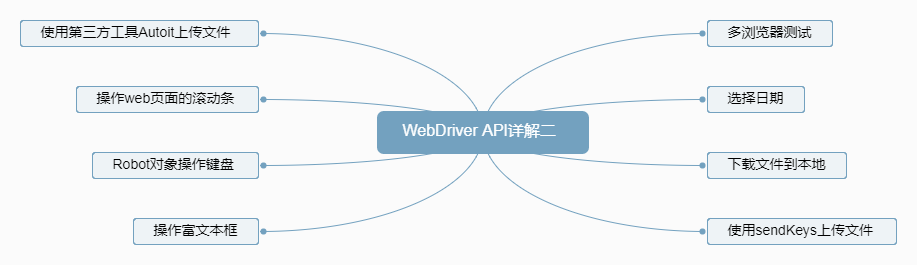 使用第三方工具Autoit上传文件
多浏览器测试
操作web页面的滚动条
选择日期
WebDriver API详解二
Robot对象操作键盘
下载文件到本地
操作富文本框
使用sendKeys上传文件